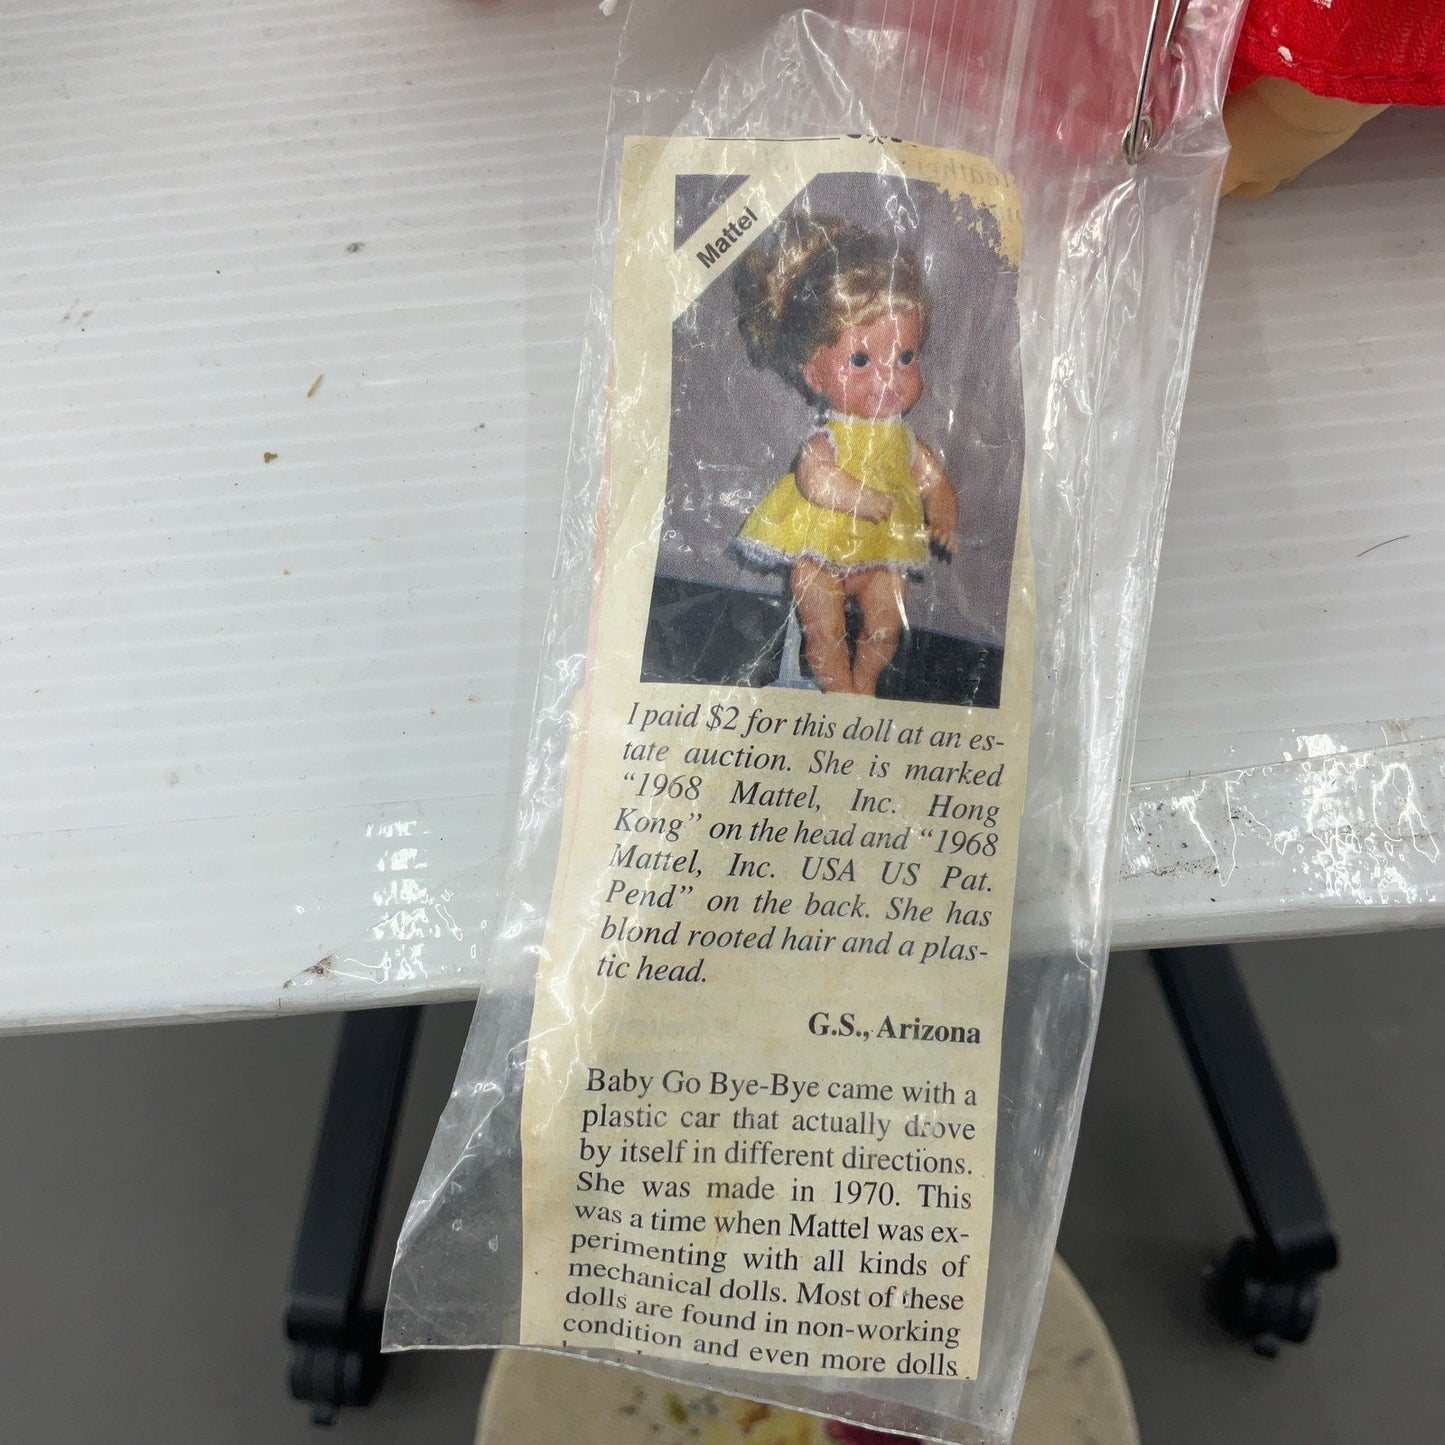 Mattel
I paid $2 for this doll at an es-
tate auction. She is marked
“1968 Mattel, Inc. Hong
Kong” on the head and “1968
Mattel, Inc. USA US Pat.
Pend” on the back. She has
blond rooted hair and a plas-
tic head.
G.S., Arizona
Baby Go Bye-Bye came with a
plastic car that actually drove
by itself in different directions.
She was made in 1970. This
was a time when Mattel was ex-
perimenting with all kinds of
mechanical dolls. Most of these
dolls are found in non-working
condition and even more dolls